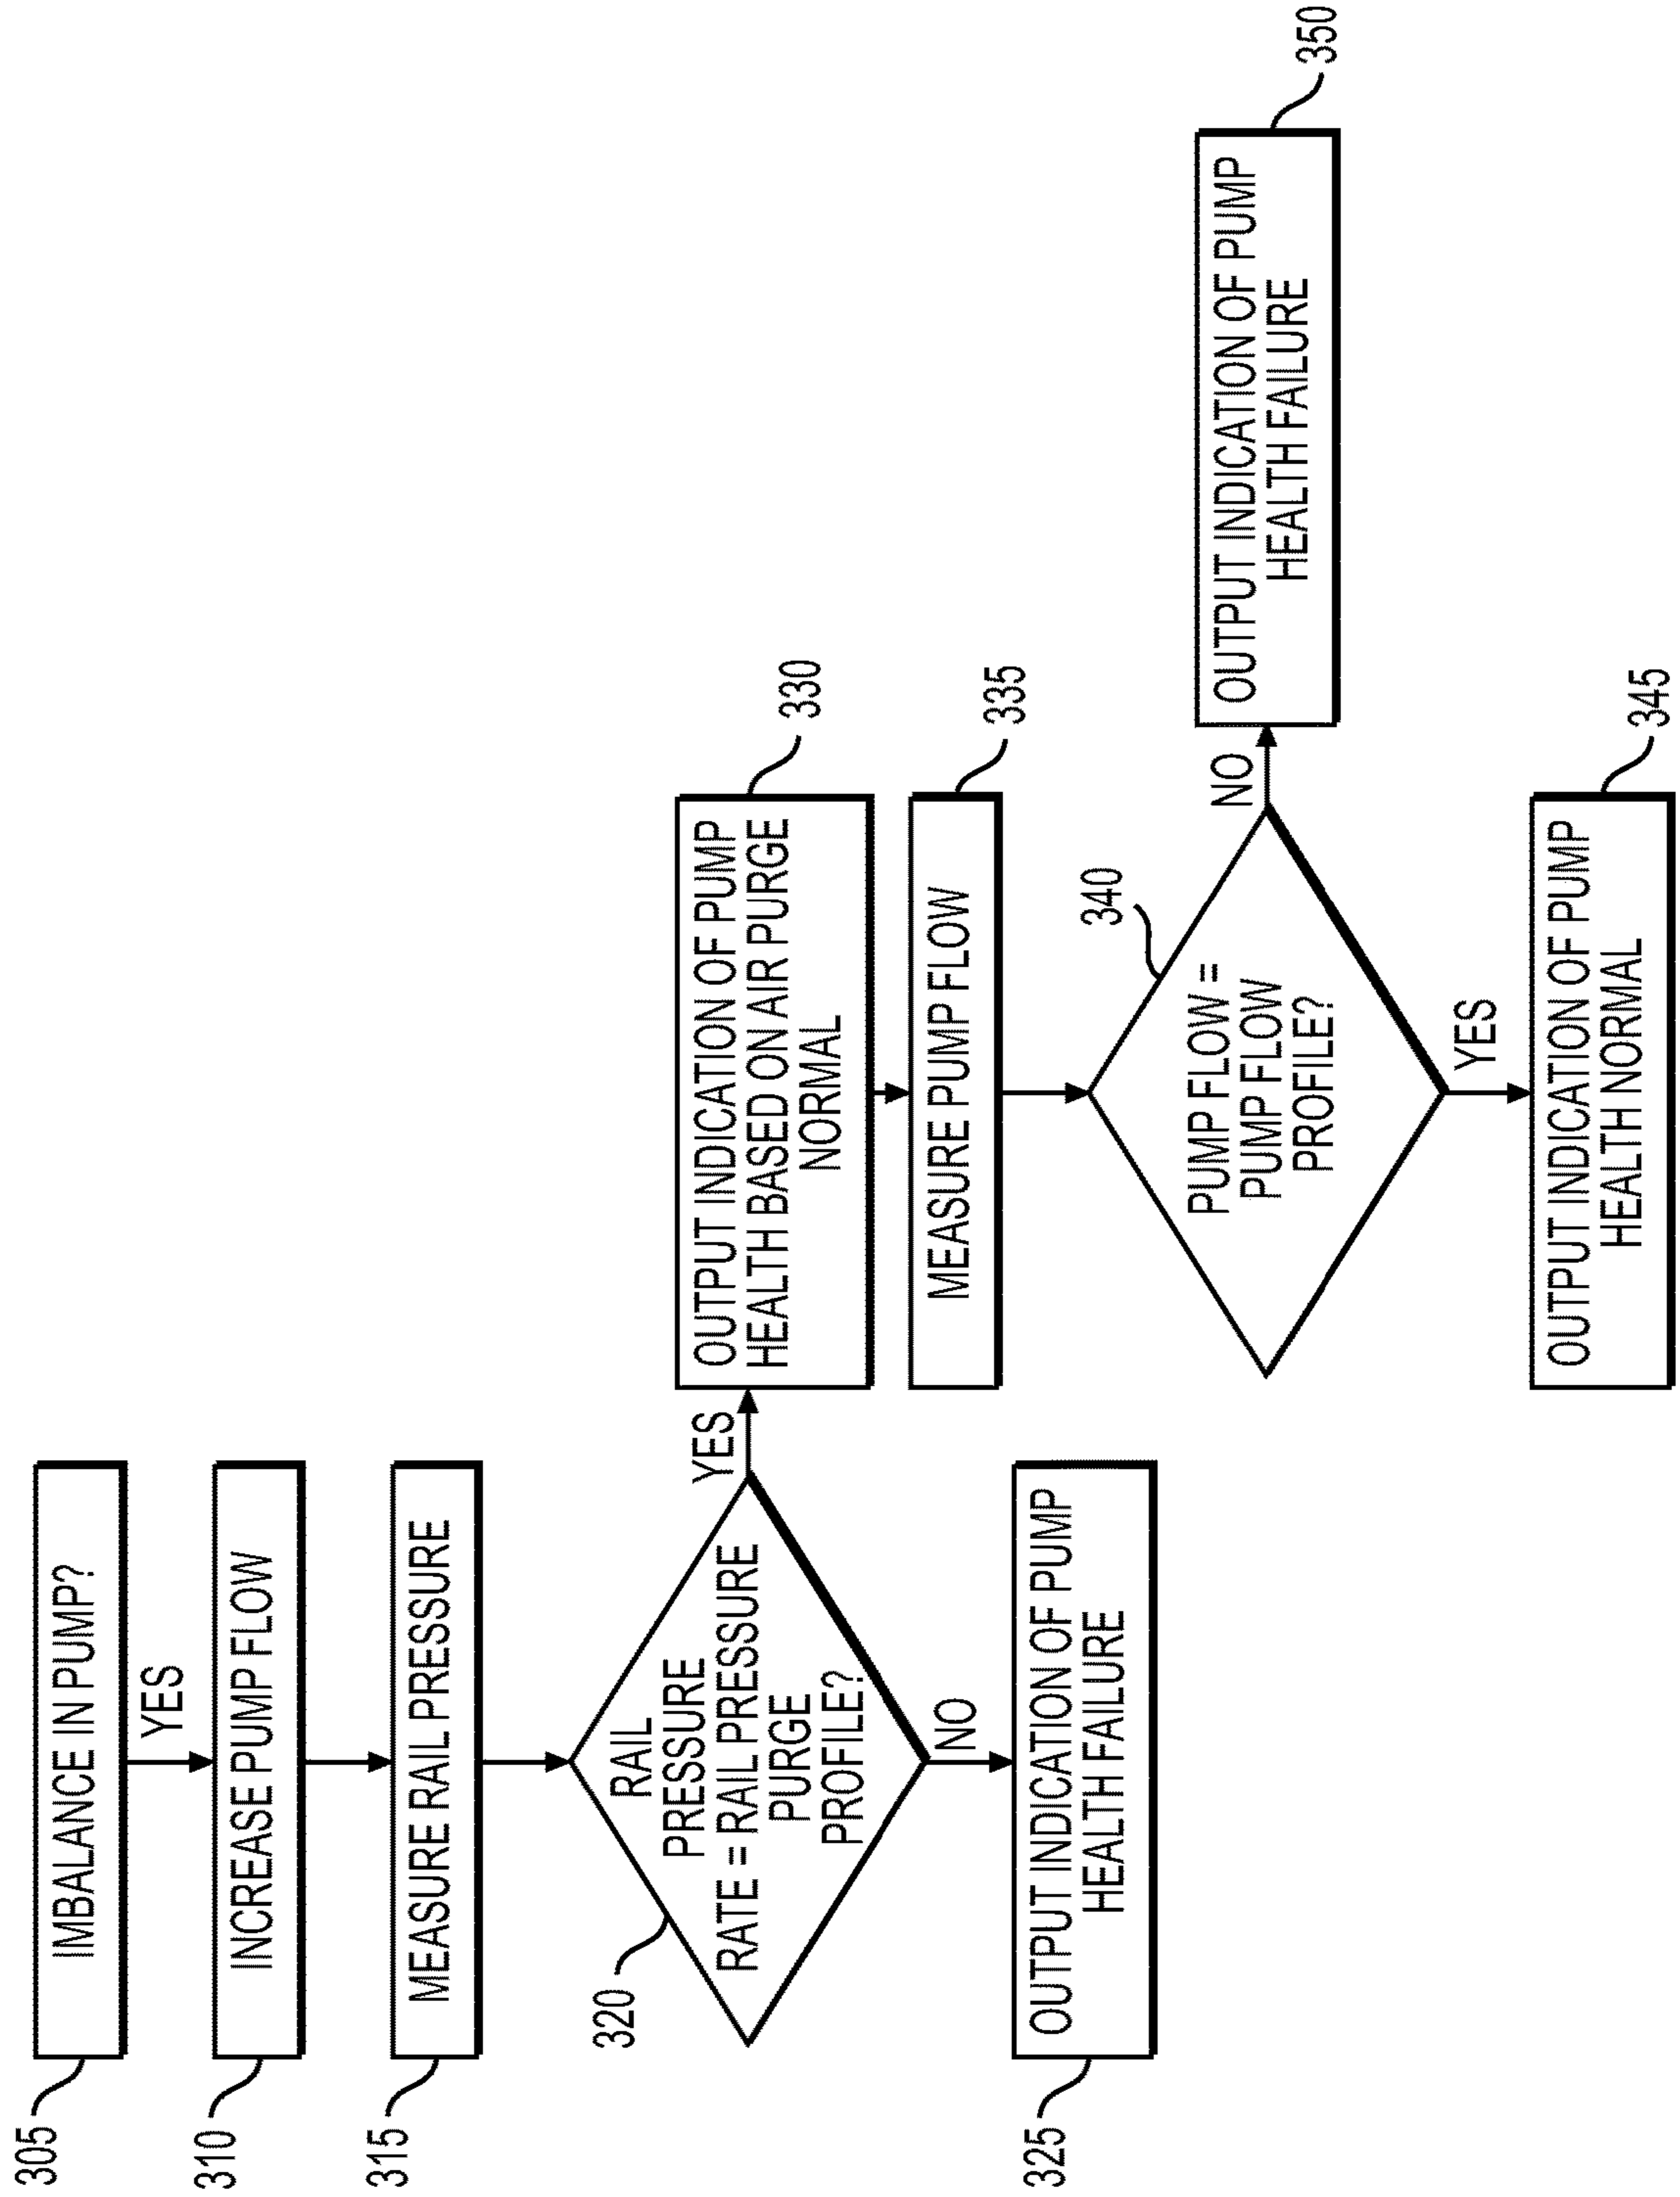 305
IMBALANCE IN PUMP?
YES
310
INCREASE PUMP FLOW
315
MEASURE RAIL PRESSURE
320
RAIL
PRESSURE
RATE = RAIL PRESSURE
PURGE
PROFILE?
YES
NO
325
OUTPUT INDICATION OF PUMP
HEALTH FAILURE
330
OUTPUT INDICATION OF PUMP
HEALTH BASED ON AIR PURGE
NORMAL
335
MEASURE PUMP FLOW
340
PUMP FLOW =
PUMP FLOW
PROFILE?
NO
350
OUTPUT INDICATION OF PUMP
HEALTH FAILURE
YES
345
OUTPUT INDICATION OF PUMP
HEALTH NORMAL